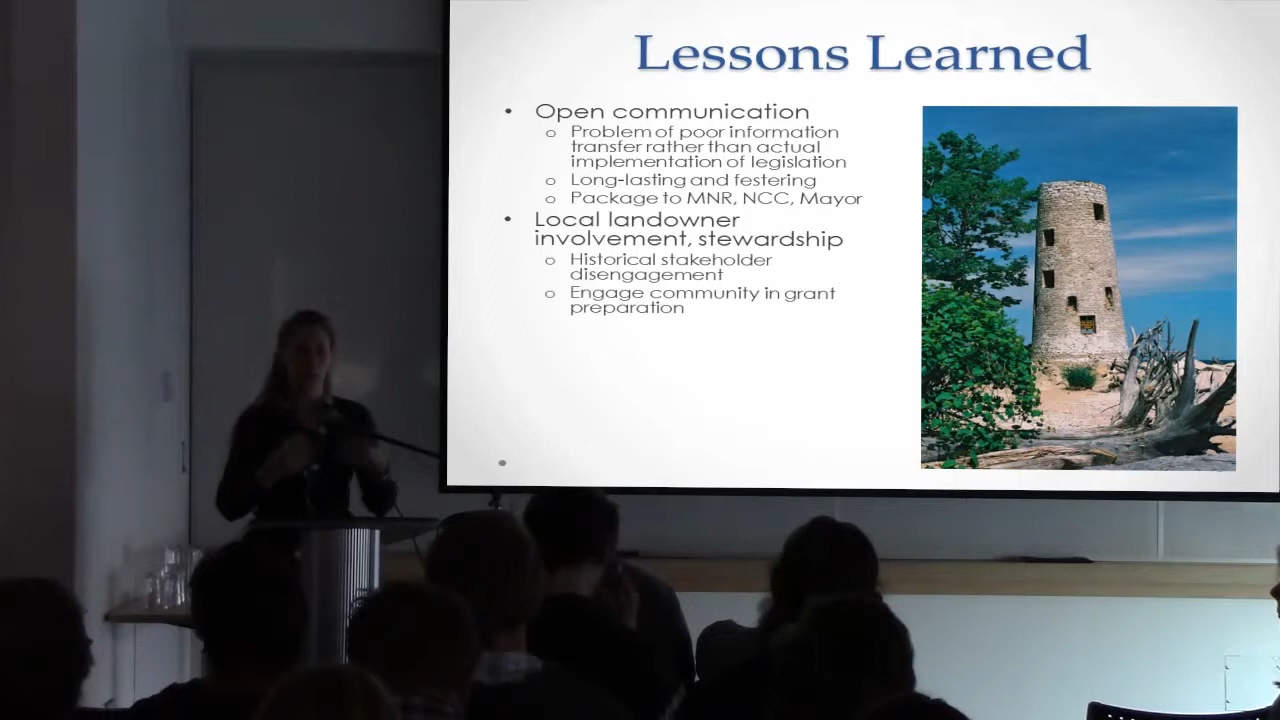 Lessons Learned
• Open communication
o Problem of poor information
transfer rather than actual
implementation of legislation
o Long-lasting and festering
o Package to MNR, NCC, Mayor
• Local landowner
involvement, stewardship
o Historical stakeholder
disengagement
o Engage community in grant
preparation